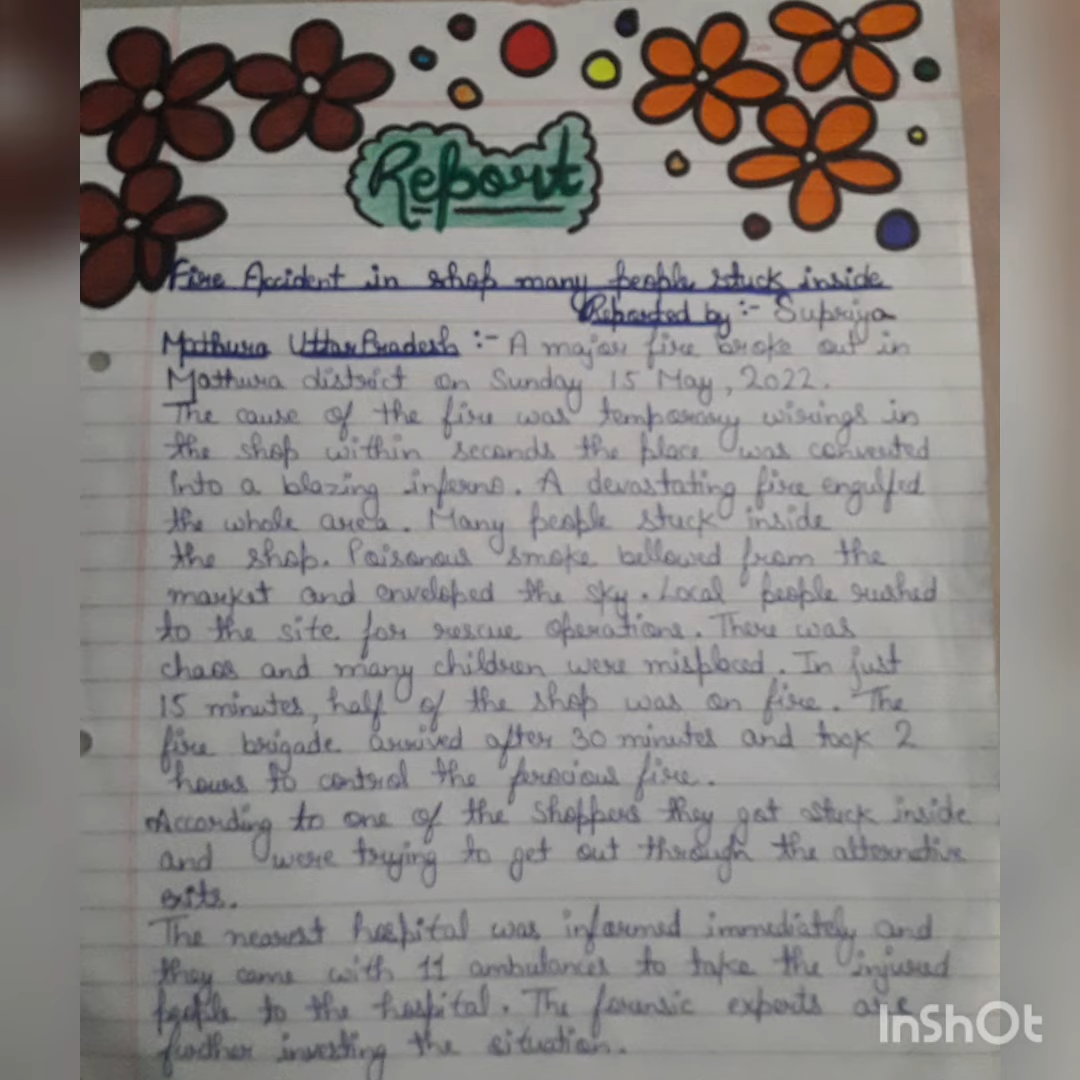 Report
Fire Accident in shop many people stuck inside
Reported by :- Supriya
Mathura Uttar Pradesh :- A major fire broke out in
Mathura district on Sunday 15 May, 2022.
The cause of the fire was temporary wirings in
the shop within seconds the place was converted
into a blazing inferno. A devastating fire engulfed
the whole area. Many people stuck inside
the shop. Poisonous smoke bellowed from the
market and enveloped the sky. Local people rushed
to the site for rescue operations. There was
chaos and many children were misplaced. In just
15 minutes, half of the shop was on fire. The
fire brigade arrived after 30 minutes and took 2
hours to control the ferocious fire.
According to one of the shoppers they got stuck inside
and were trying to get out through the alternative
exits.
The nearest hospital was informed immediately and
they came with 11 ambulances to take the injured
people to the hospital. The forensic experts are
further investing the situation.
InShOt